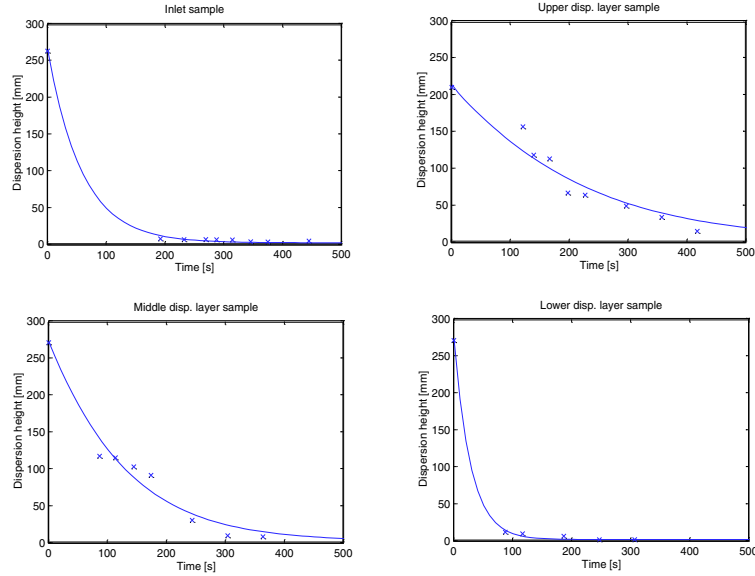 Inlet sample
300
250
200
150
100
50
0
Dispersion height [mm]
0 100 200 300 400 500
Time [s]
Upper disp. layer sample
300
250
200
150
100
50
0
Dispersion height [mm]
0 100 200 300 400 500
Time [s]
Middle disp. layer sample
300
250
200
150
100
50
0
Dispersion height [mm]
0 100 200 300 400 500
Time [s]
Lower disp. layer sample
300
250
200
150
100
50
0
Dispersion height [mm]
0 100 200 300 400 500
Time [s]